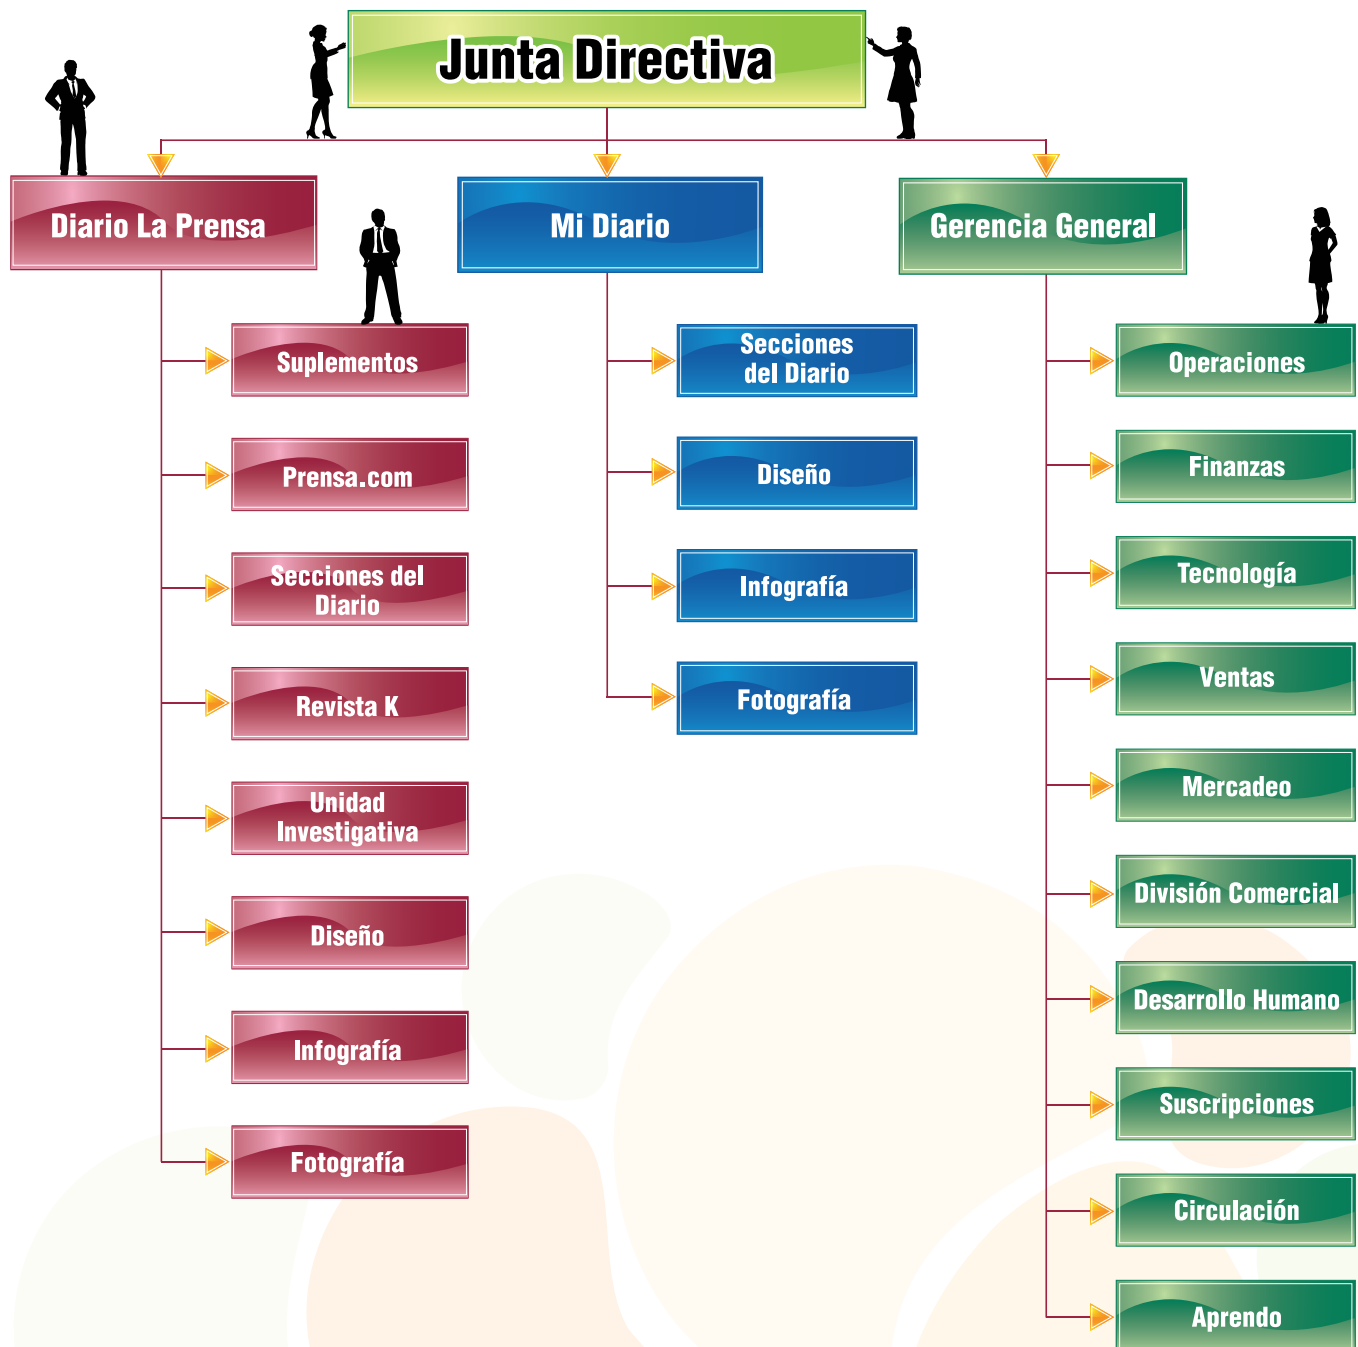 Junta Directiva
Diario La Prensa
Suplementos
Prensa.com
Secciones del
Diario
Revista K
Unidad
Investigativa
Diseño
Infografía
Fotografía
Mi Diario
Secciones
del Diario
Diseño
Infografía
Fotografía
Gerencia General
Operaciones
Finanzas
Tecnología
Ventas
Mercadeo
División Comercial
Desarrollo Humano
Suscripciones
Circulación
Aprendo